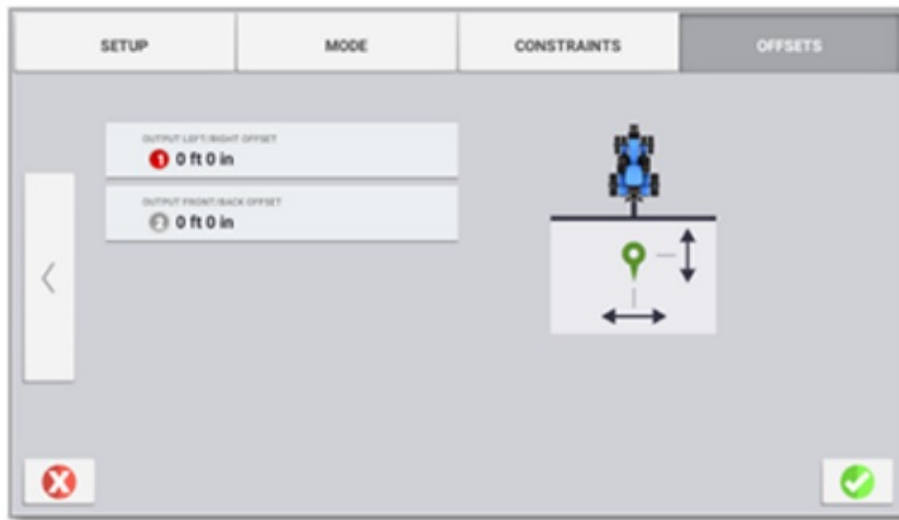 SETUP
MODE
CONSTRAINTS
OFFSETS
OUTPUT LEFT/RIGHT OFFSET
1 0 ft 0 in
OUTPUT FRONT/BACK OFFSET
2 0 ft 0 in